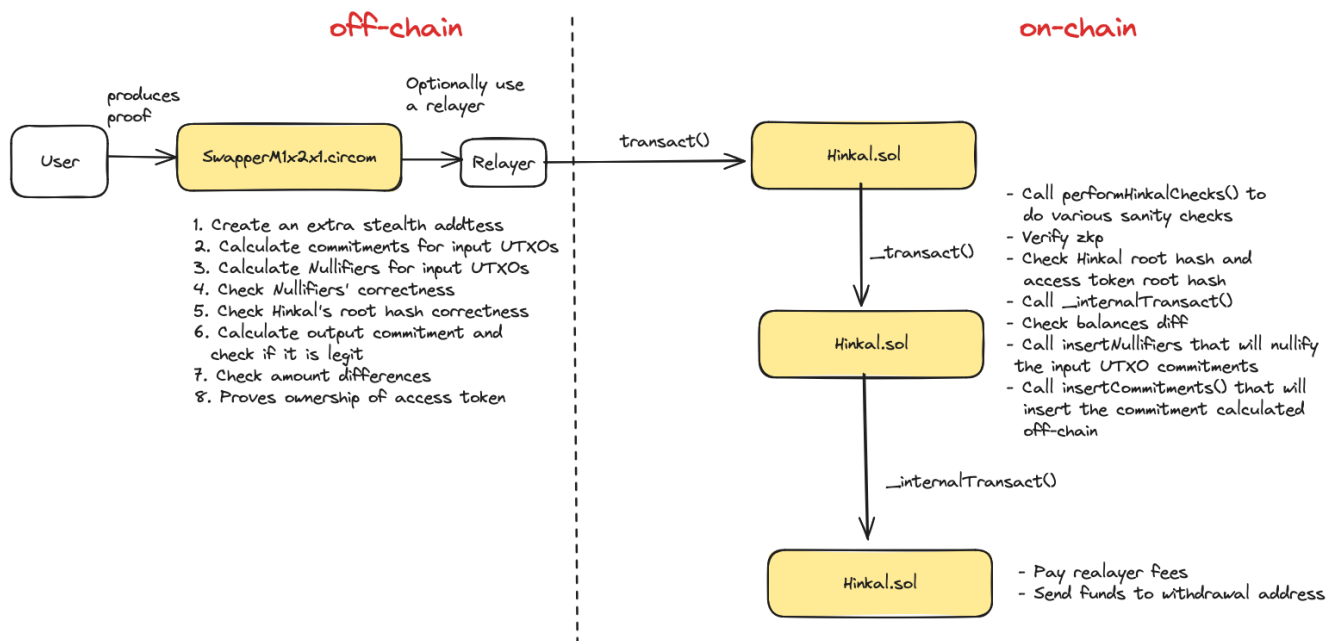 off-chain
on-chain
produces
proof
Optionally use
a relayer
User
SwapperM1x2x1.circom
Relayer
transact()
Hinkal.sol
1. Create an extra stealth addtess
2. Calculate commitments for input UTXOs
3. Calculate Nullifiers for input UTXOs
4. Check Nullifiers' correctness
5. Check Hinkal's root hash correctness
6. Calculate output commitment and
check if it is legit
7. Check amount differences
8. Proves ownership of access token
_transact()
- Call performHinkalChecks() to
do various sanity checks
- Verify zkp
- Check Hinkal root hash and
access token root hash
- Call _internalTransact()
- Check balances diff
- Call insertNullifiers that will nullify
the input UTXO commitments
- Call insertCommitments() that will
insert the commitment calculated
off-chain
Hinkal.sol
_internalTransact()
Hinkal.sol
- Pay realayer fees
- Send funds to withdrawal address